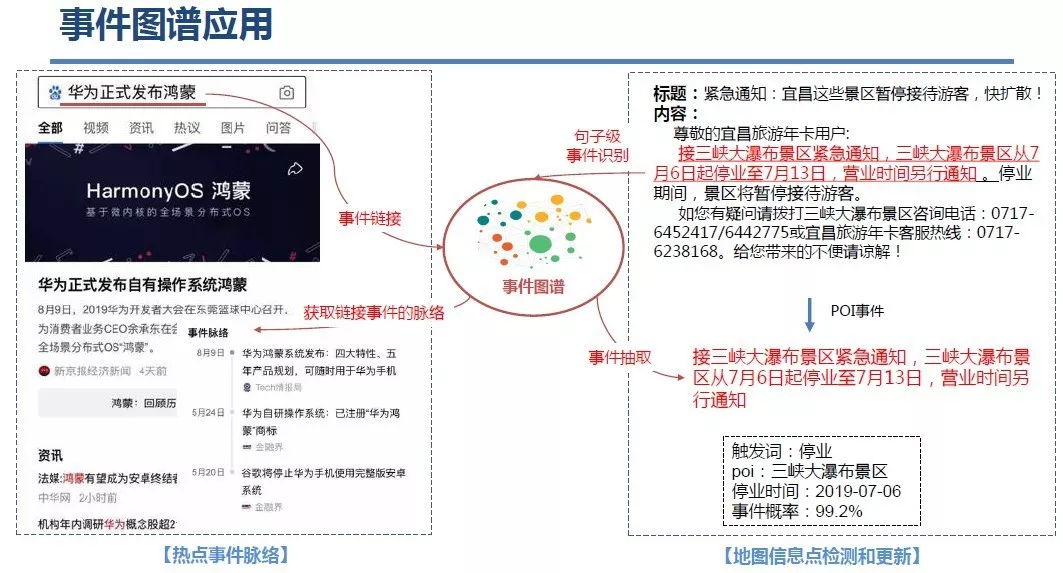 事件图谱应用
华为正式发布鸿蒙
全部 视频 资讯 热议 图片 问答
HarmonyOS 鸿蒙
基于微内核的全场景分布式OS
华为正式发布自有操作系统鸿蒙
8月9日，2019华为开发者大会在东莞篮球中心召开、
为消费者业务CEO余承东在会
全场景分布式OS“鸿蒙”。
新京报经济新闻 4天前
鸿蒙：回顾历
资讯
法媒:鸿蒙有望成为安卓终结者
中华网 2小时前
机构年内调研华为概念股超2
事件脉络
8月9日
华为鸿蒙系统发布：四大特性、五
年产品规划，可随时用于华为手机
Tech情报局
5月24日
华为自研操作系统：已注册“华为鸿
蒙”商标
金融界
5月20日
谷歌将停止华为手机使用完整版安卓
系统
金融界
【热点事件脉络】
事件链接
获取链接事件的脉络
事件图谱
句子级
事件识别
事件抽取
标题：紧急通知：宜昌这些景区暂停接待游客，快扩散！
内容：
尊敬的宜昌旅游年卡用户:
接三峡大瀑布景区紧急通知，三峡大瀑布景区从7
月6日起停业至7月13日，营业时间另行通知 。停业
期间，景区将暂停接待游客。
如您有疑问请拨打三峡大瀑布景区咨询电话：0717-
6452417/6442775或宜昌旅游年卡客服热线：0717-
6238168。给您带来的不便请谅解！
POI事件
接三峡大瀑布景区紧急通知，三峡大瀑布景
区从7月6日起停业至7月13日，营业时间另
行通知
触发词：停业
poi：三峡大瀑布景区
停业时间：2019-07-06
事件概率：99.2%
【地图信息点检测和更新】